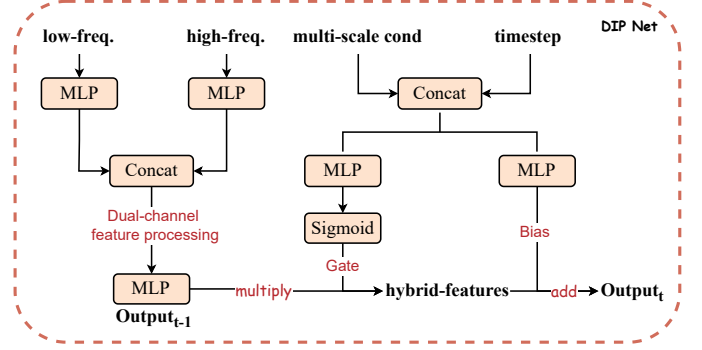 DIP Net
low-freq.
high-freq.
multi-scale cond
timestep
MLP
MLP
Concat
Concat
MLP
MLP
Dual-channel
feature processing
Sigmoid
Gate
Bias
MLP
multiply
hybrid-features
add
Output_t
Output_t-1